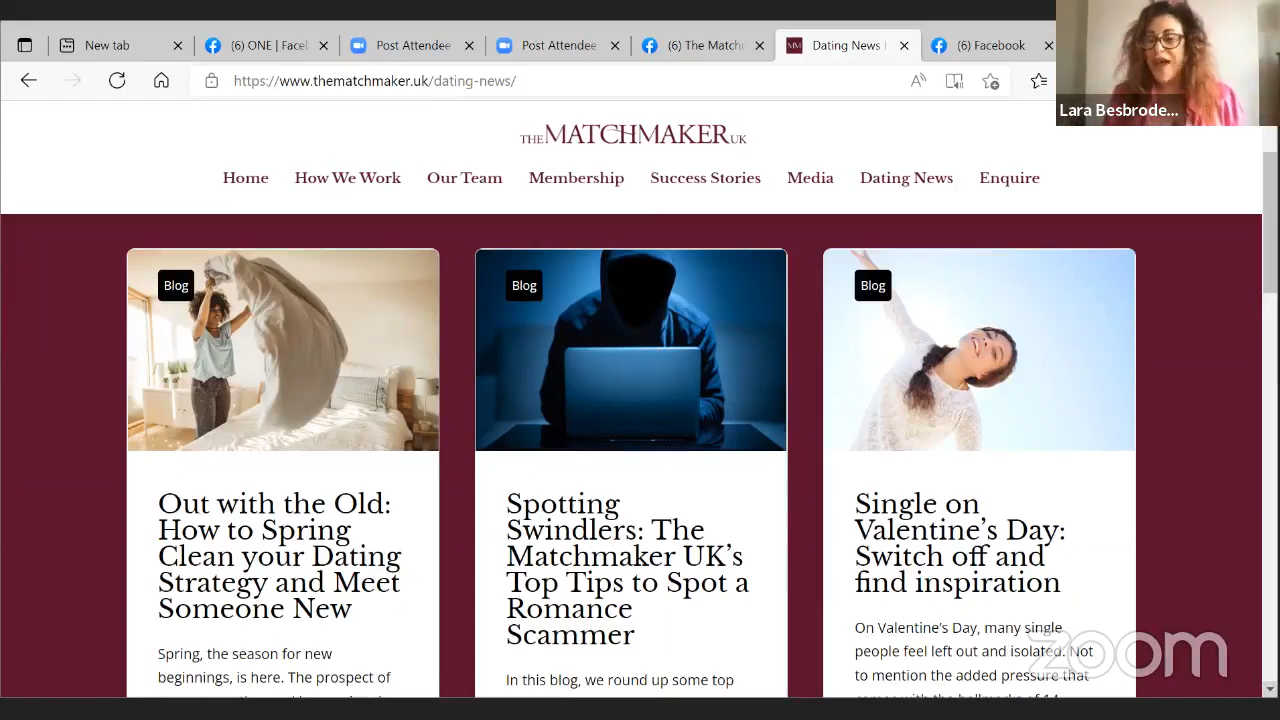 New tab
(6) ONE | Facel
Post Attendee
Post Attendee
(6) The Matchr
MM
Dating News |
(6) Facebook
https://www.thematchmaker.uk/dating-news/
Lara Besbrode...
THE MATCHMAKER UK
Home How We Work Our Team Membership Success Stories Media Dating News Enquire
Blog
Out with the Old:
How to Spring
Clean your Dating
Strategy and Meet
Someone New
Spring, the season for new
beginnings, is here. The prospect of
Blog
Spotting
Swindlers: The
Matchmaker UK’s
Top Tips to Spot a
Romance
Scammer
In this blog, we round up some top
Blog
Single on
Valentine’s Day:
Switch off and
find inspiration
On Valentine’s Day, many single
people feel left out and isolated. Not
to mention the added pressure that
zoom